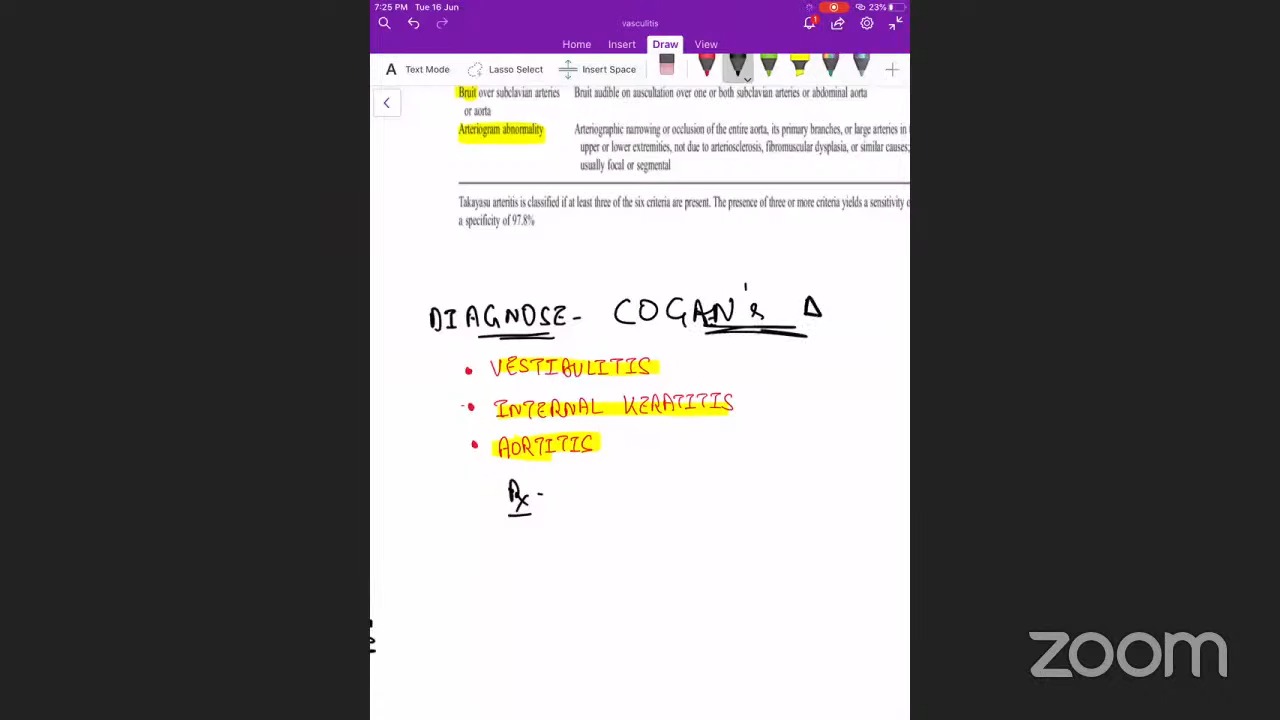 7:25 PM Tue 16 Jun
23%
vasculitis
1
Home Insert Draw View
Text Mode Lasso Select Insert Space
Bruit over subclavian arteries Bruit audible on auscultation over one or both subclavian arteries or abdominal aorta
or aorta
Arteriogram abnormality Arteriographic narrowing or occlusion of the entire aorta, its primary branches, or large arteries in
upper or lower extremities, not due to arteriosclerosis, fibromuscular dysplasia, or similar causes;
usually focal or segmental
Takayasu arteritis is classified if at least three of the six criteria are present. The presence of three or more criteria yields a sensitivity
a specificity of 97.8%
DIAGNOSE - COGAN's Δ
• VESTIBULITIS
• INTERNAL KERATITIS
• AORTITIS
Rx -
zoom